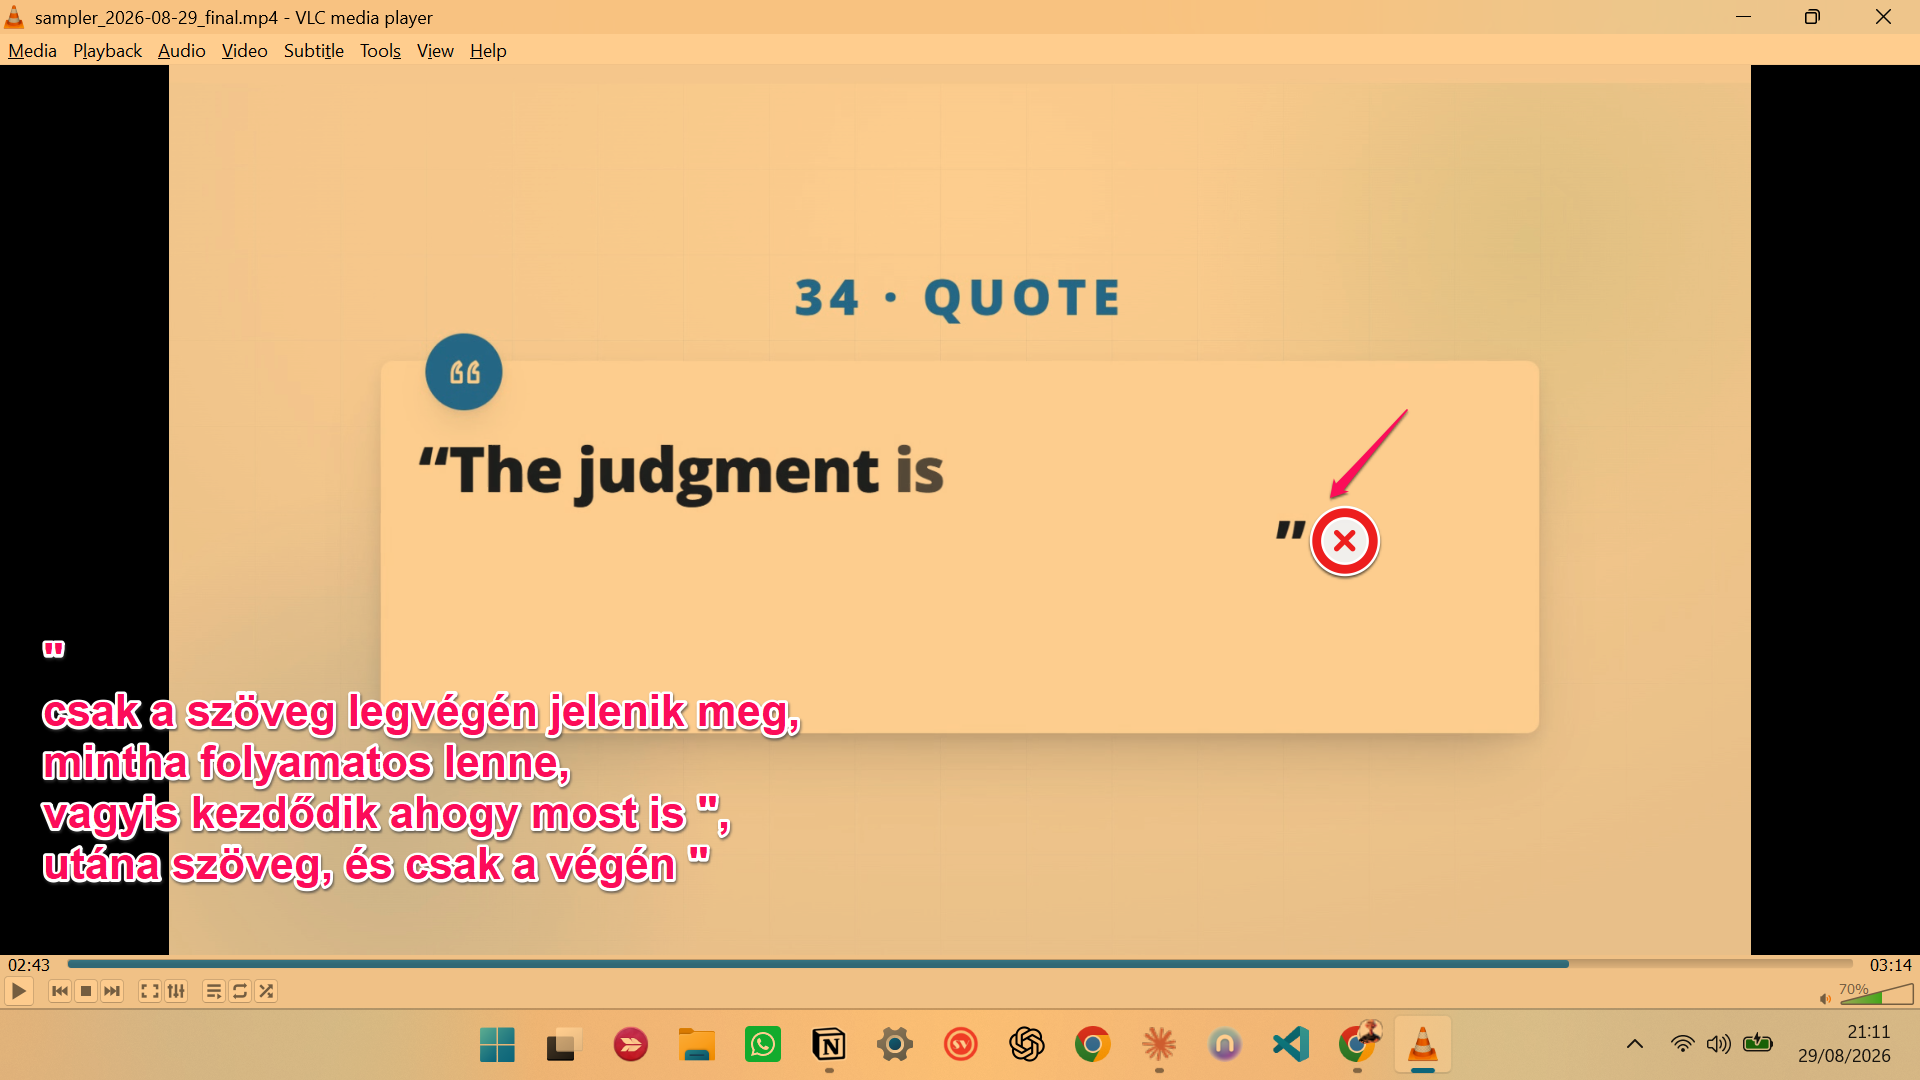 sampler_2026-08-29_final.mp4 - VLC media player
Media Playback Audio Video Subtitle Tools View Help
34 · QUOTE
“The judgment is
”
"
csak a szöveg legvégén jelenik meg,
mintha folyamatos lenne,
vagyis kezdődik ahogy most is ",
utána szöveg, és csak a végén "
02:43
03:14
70%
21:11
29/08/2026